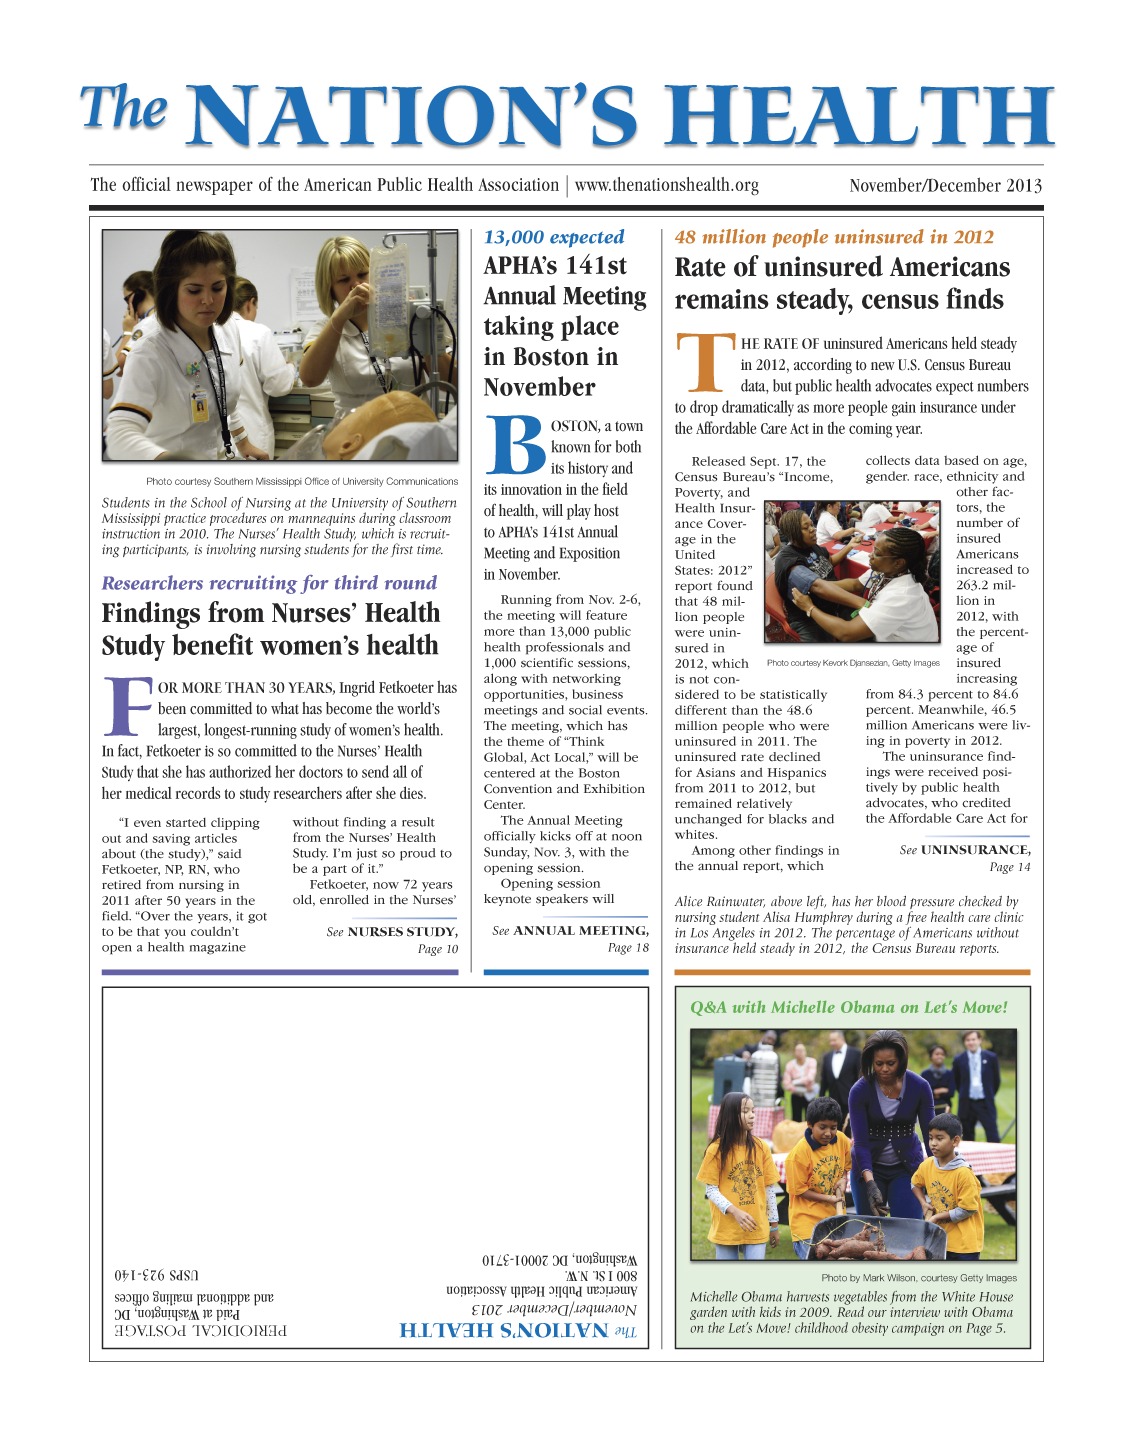 The NATION'S HEALTH
The official newspaper of the American Public Health Association | www.thenationshealth.org
November/December 2013
Photo courtesy Southern Mississippi Office of University Communications
Students in the School of Nursing at the University of Southern
Mississippi practice procedures on mannequins during classroom
instruction in 2010. The Nurses' Health Study, which is recruit-
ing participants, is involving nursing students for the first time.
Researchers recruiting for third round
Findings from Nurses' Health
Study benefit women's health
FOR MORE THAN 30 YEARS, Ingrid Fetkoeter has
been committed to what has become the world's
largest, longest-running study of women's health.
In fact, Fetkoeter is so committed to the Nurses' Health
Study that she has authorized her doctors to send all of
her medical records to study researchers after she dies.
"I even started clipping
out and saving articles
about (the study)," said
Fetkoeter, NP, RN, who
retired from nursing in
2011 after 50 years in the
field. "Over the years, it got
to be that you couldn't
open a health magazine
without finding a result
from the Nurses' Health
Study. I'm just so proud to
be a part of it."
Fetkoeter, now 72 years
old, enrolled in the Nurses'
See NURSES STUDY,
Page 10
13,000 expected
APHA's 141st
Annual Meeting
taking place
in Boston in
November
BOSTON, a town
known for both
its history and
its innovation in the field
of health, will play host
to APHA's 141st Annual
Meeting and Exposition
in November.
Running from Nov. 2-6,
the meeting will feature
more than 13,000 public
health professionals and
1,000 scientific sessions,
along with networking
opportunities, business
meetings and social events.
The meeting, which has
the theme of "Think
Global, Act Local," will be
centered at the Boston
Convention and Exhibition
Center.
The Annual Meeting
officially kicks off at noon
Sunday, Nov. 3, with the
opening session.
Opening session
keynote speakers will
See ANNUAL MEETING,
Page 18
48 million people uninsured in 2012
Rate of uninsured Americans
remains steady, census finds
THE RATE OF uninsured Americans held steady
in 2012, according to new U.S. Census Bureau
data, but public health advocates expect numbers
to drop dramatically as more people gain insurance under
the Affordable Care Act in the coming year.
Released Sept. 17, the
Census Bureau's "Income,
Poverty, and
Health Insur-
ance Cover-
age in the
United
States: 2012"
report found
that 48 mil-
lion people
were unin-
sured in
2012, which
is not con-
sidered to be statistically
different than the 48.6
million people who were
uninsured in 2011. The
uninsured rate declined
for Asians and Hispanics
from 2011 to 2012, but
remained relatively
unchanged for blacks and
whites.
Among other findings in
the annual report, which
collects data based on age,
gender. race, ethnicity and
other fac-
tors, the
number of
insured
Americans
increased to
263.2 mil-
lion in
2012, with
the percent-
age of
insured
increasing
from 84.3 percent to 84.6
percent. Meanwhile, 46.5
million Americans were liv-
ing in poverty in 2012.
The uninsurance find-
ings were received posi-
tively by public health
advocates, who credited
the Affordable Care Act for
See UNINSURANCE,
Page 14
Photo courtesy Kevork Djansezian, Getty Images
Alice Rainwater, above left, has her blood pressure checked by
nursing student Alisa Humphrey during a free health care clinic
in Los Angeles in 2012. The percentage of Americans without
insurance held steady in 2012, the Census Bureau reports.
The NATION'S HEALTH
November/December 2013
American Public Health Association
800 I St. N.W.
Washington, DC 20001-3710
PERIODICAL POSTAGE
Paid at Washington, DC
and additional mailing offices
USPS 923-140
Q&A with Michelle Obama on Let's Move!
Photo by Mark Wilson, courtesy Getty Images
Michelle Obama harvests vegetables from the White House
garden with kids in 2009. Read our interview with Obama
on the Let's Move! childhood obesity campaign on Page 5.